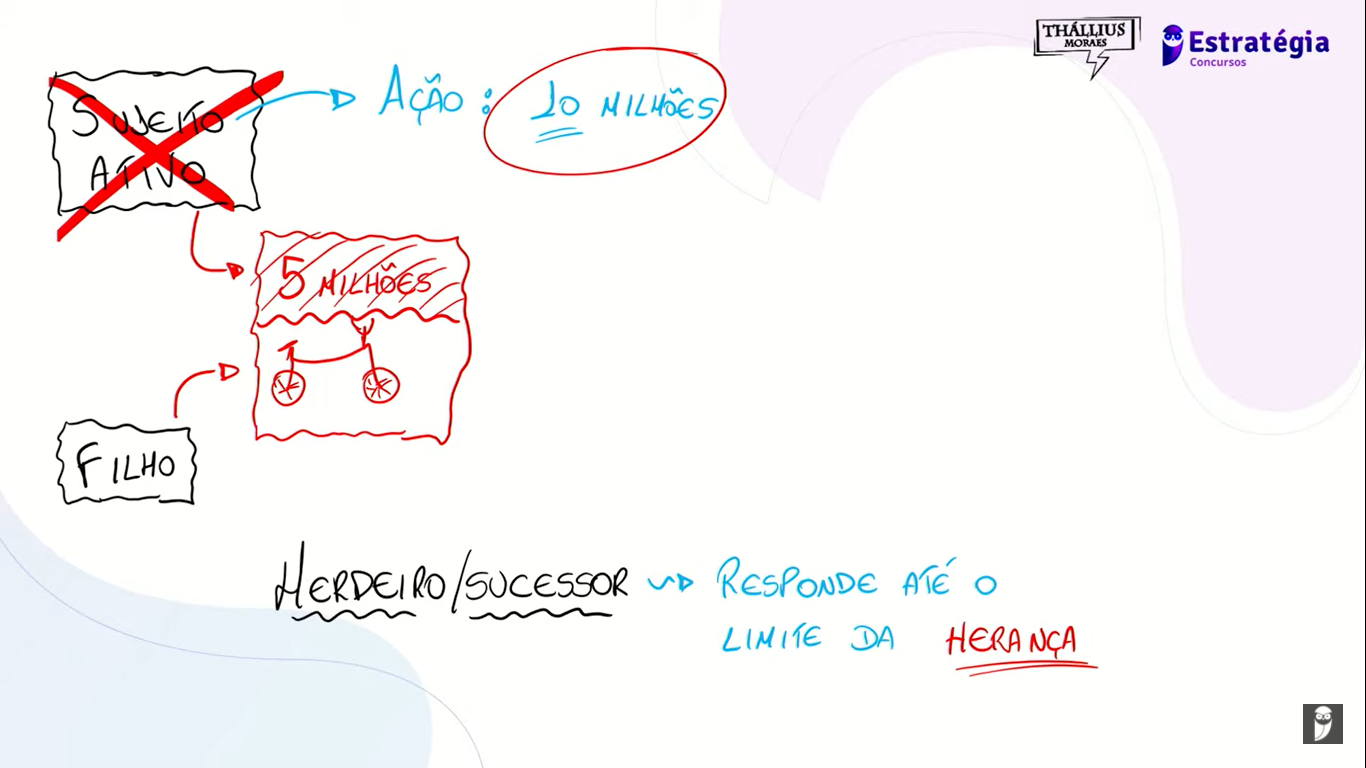 THÁLLIUS
MORAES
Estratégia
Concursos
SUJEITO
ATIVO
AÇÃO: 10 MILHÕES
5 MILHÕES
FILHO
HERDEIRO/SUCESSOR
RESPONDE ATÉ O
LIMITE DA HERANÇA